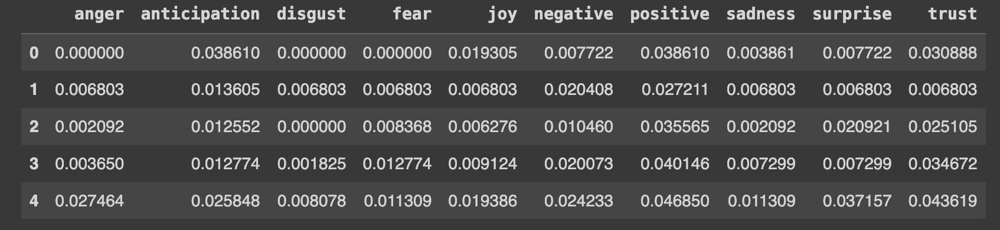 anger anticipation disgust fear joy negative positive sadness surprise trust
0 0.000000 0.038610 0.000000 0.000000 0.019305 0.007722 0.038610 0.003861 0.007722 0.030888
1 0.006803 0.013605 0.006803 0.006803 0.006803 0.020408 0.027211 0.006803 0.006803 0.006803
2 0.002092 0.012552 0.000000 0.008368 0.006276 0.010460 0.035565 0.002092 0.020921 0.025105
3 0.003650 0.012774 0.001825 0.012774 0.009124 0.020073 0.040146 0.007299 0.007299 0.034672
4 0.027464 0.025848 0.008078 0.011309 0.019386 0.024233 0.046850 0.011309 0.037157 0.043619